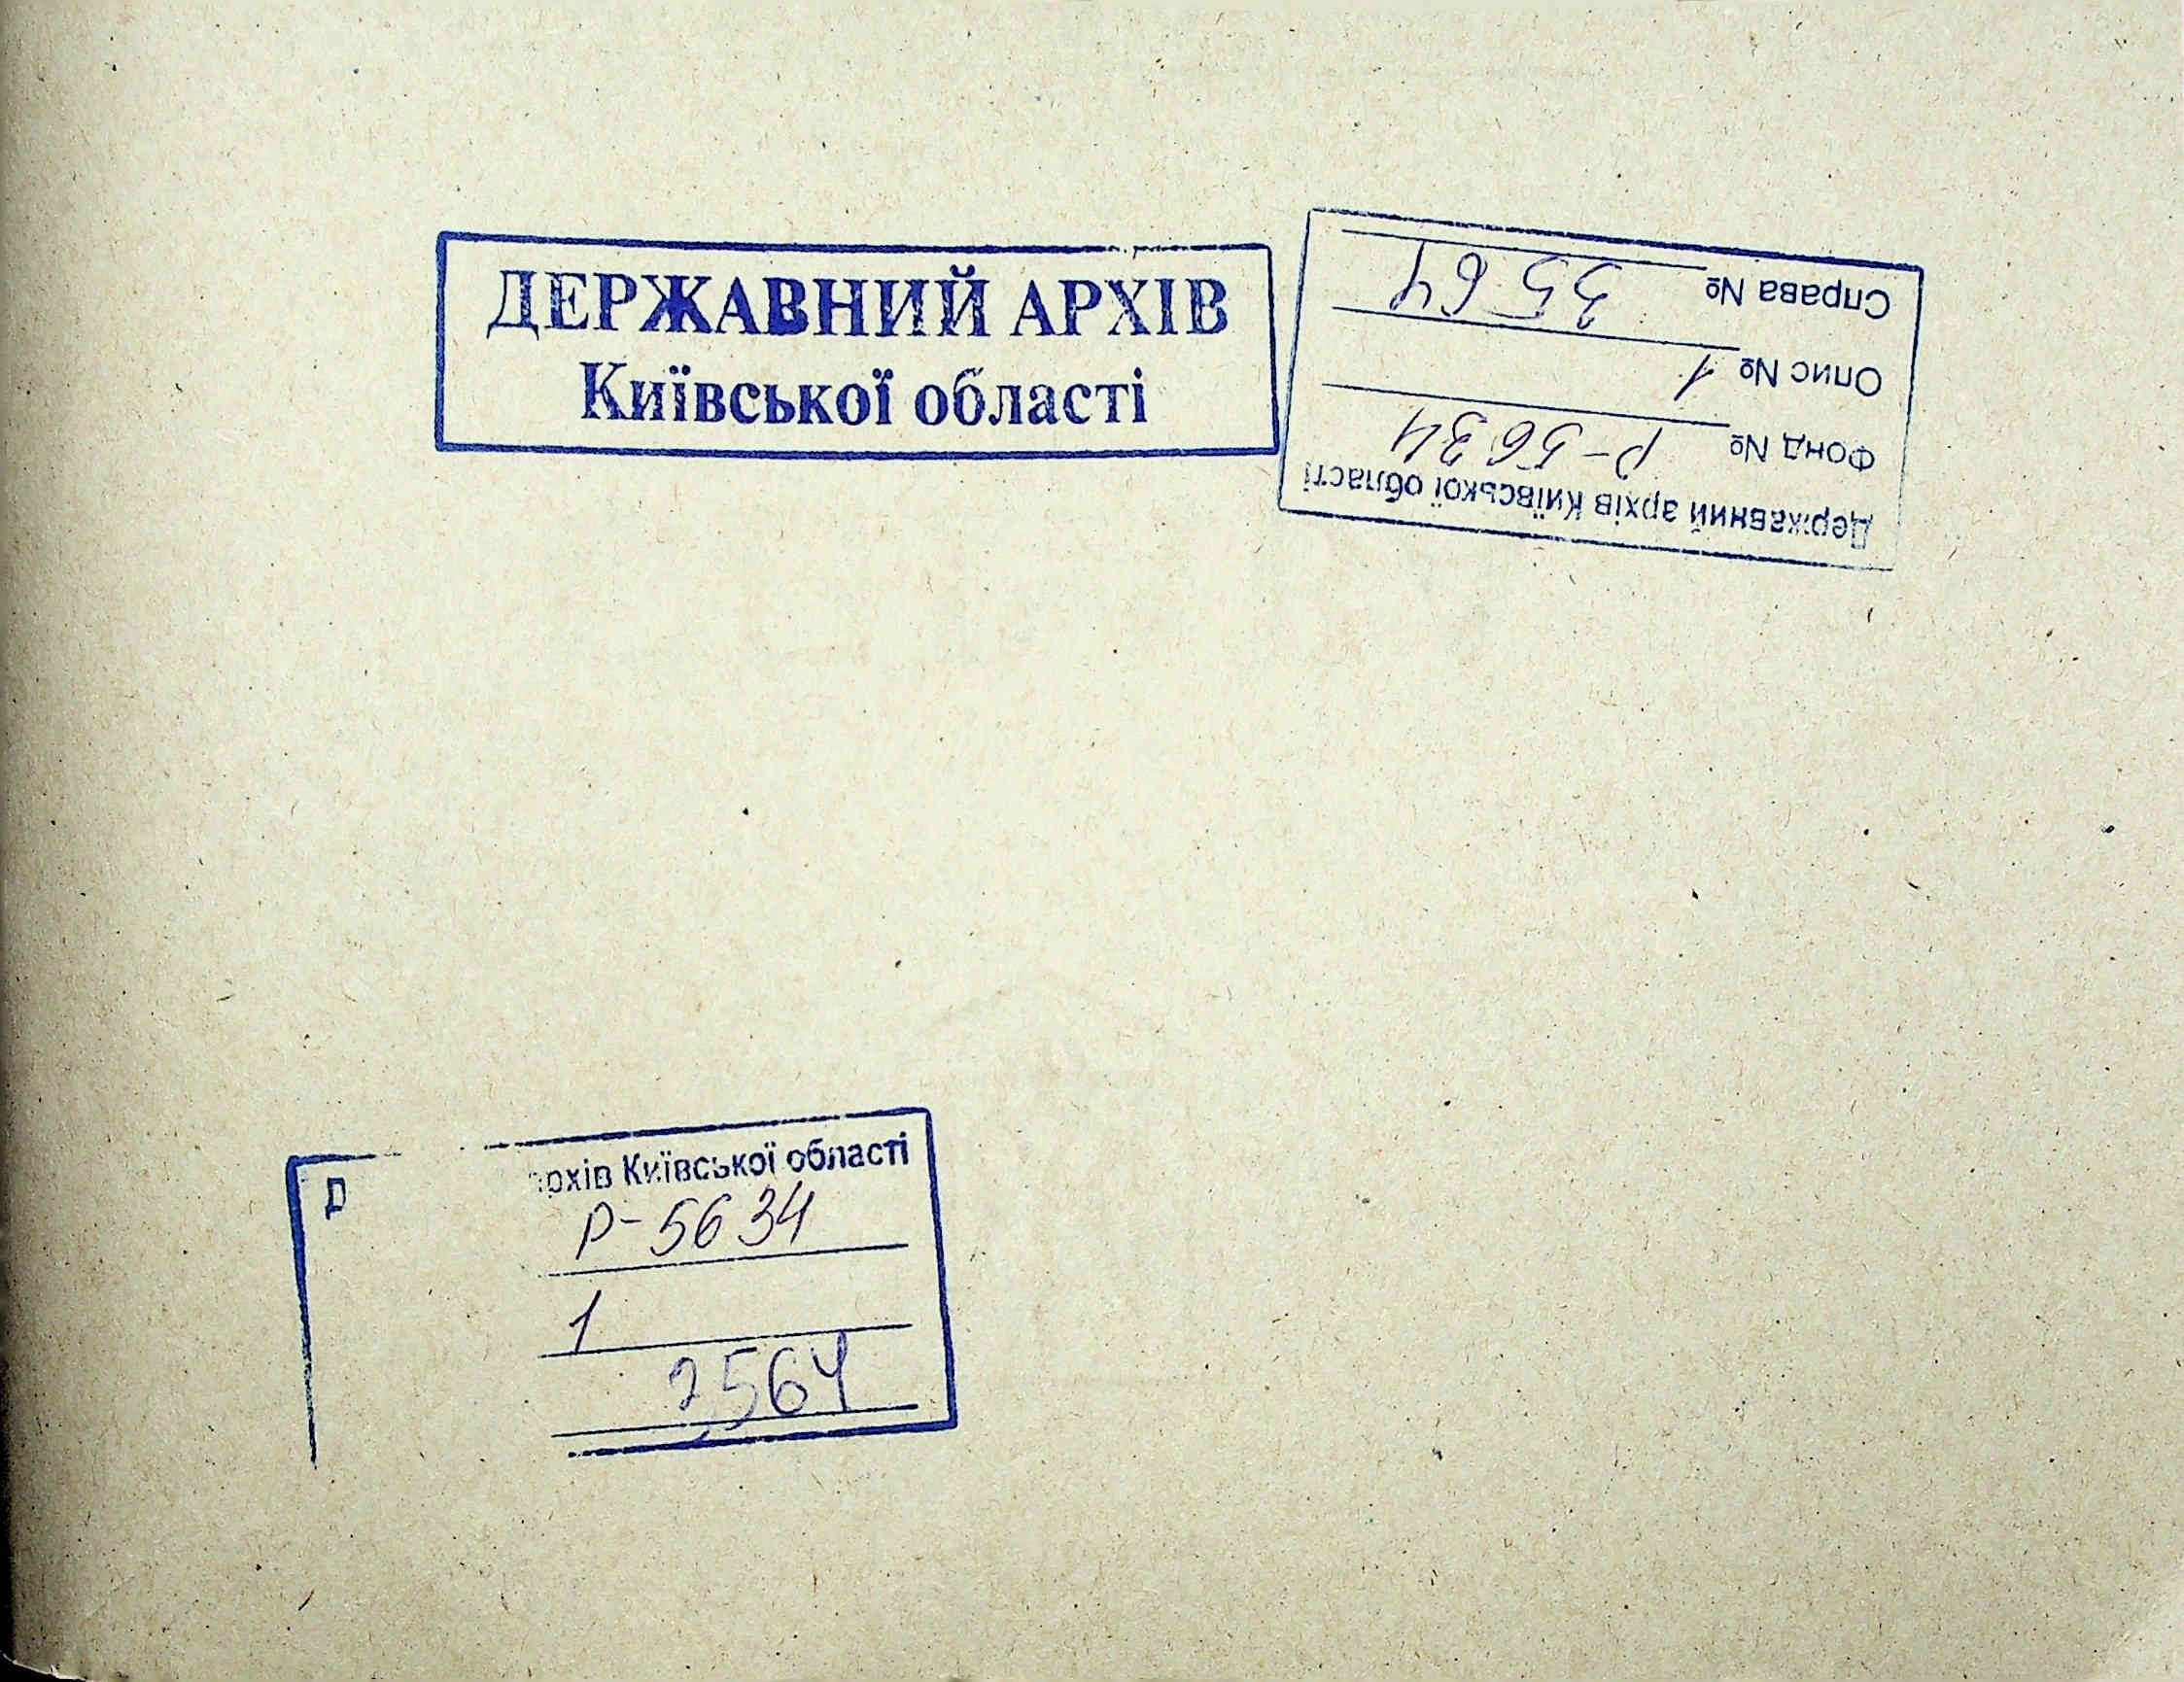 ДЕРЖАВНИЙ АРХІВ
Київської області
Державний архів Київської області
Фонд № Р-5634
Опис № 1
Справа № 3564
архів Київської області
Р-5634
1
3564